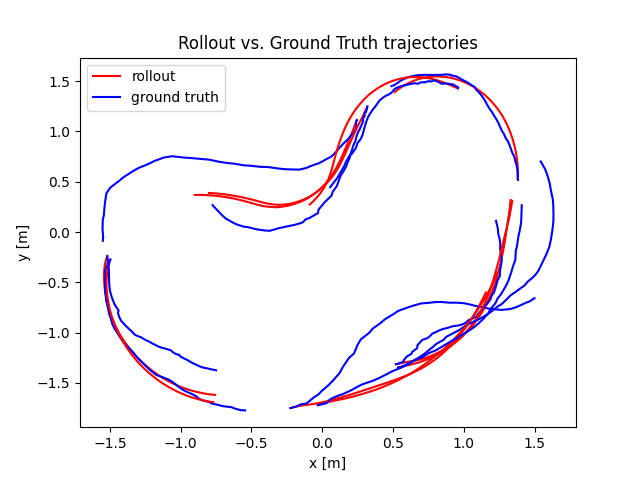 Rollout vs. Ground Truth trajectories
rollout
ground truth
1.5
1.0
0.5
0.0
−0.5
−1.0
−1.5
y [m]
−1.5 −1.0 −0.5 0.0 0.5 1.0 1.5
x [m]